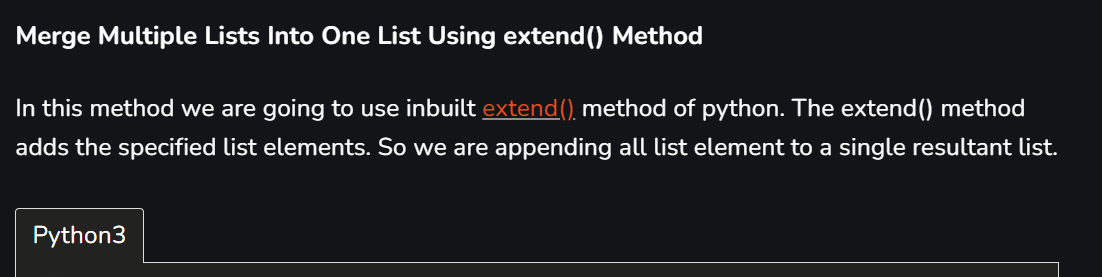 Merge Multiple Lists Into One List Using extend() Method
In this method we are going to use inbuilt extend() method of python. The extend() method
adds the specified list elements. So we are appending all list element to a single resultant list.
Python3